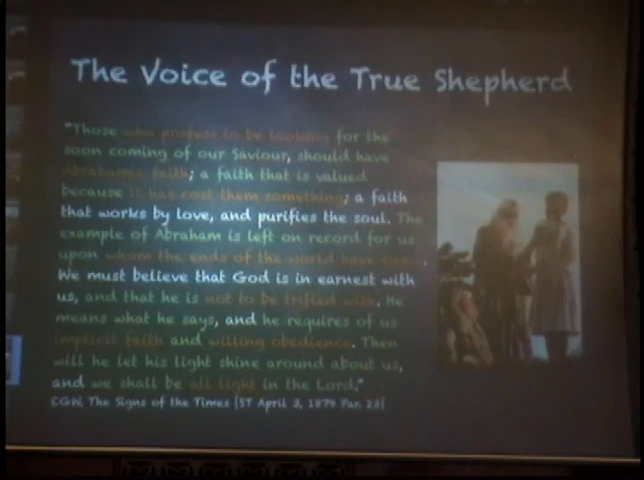 The Voice of the True Shepherd
"Those who profess to be looking for the
soon coming of our Saviour, should have
Abrahamic faith; a faith that is valued
because it has cost them something; a faith
that works by love, and purifies the soul. The
example of Abraham is left on record for us
upon whom the ends of the world have come.
We must believe that God is in earnest with
us, and that he is not to be trifled with. He
means what he says, and he requires of us
implicit faith and willing obedience. Then
will he let his light shine around about us,
and we shall be all light in the Lord."
EGW, The Signs of the Times {ST April 3, 1879 Par. 23}